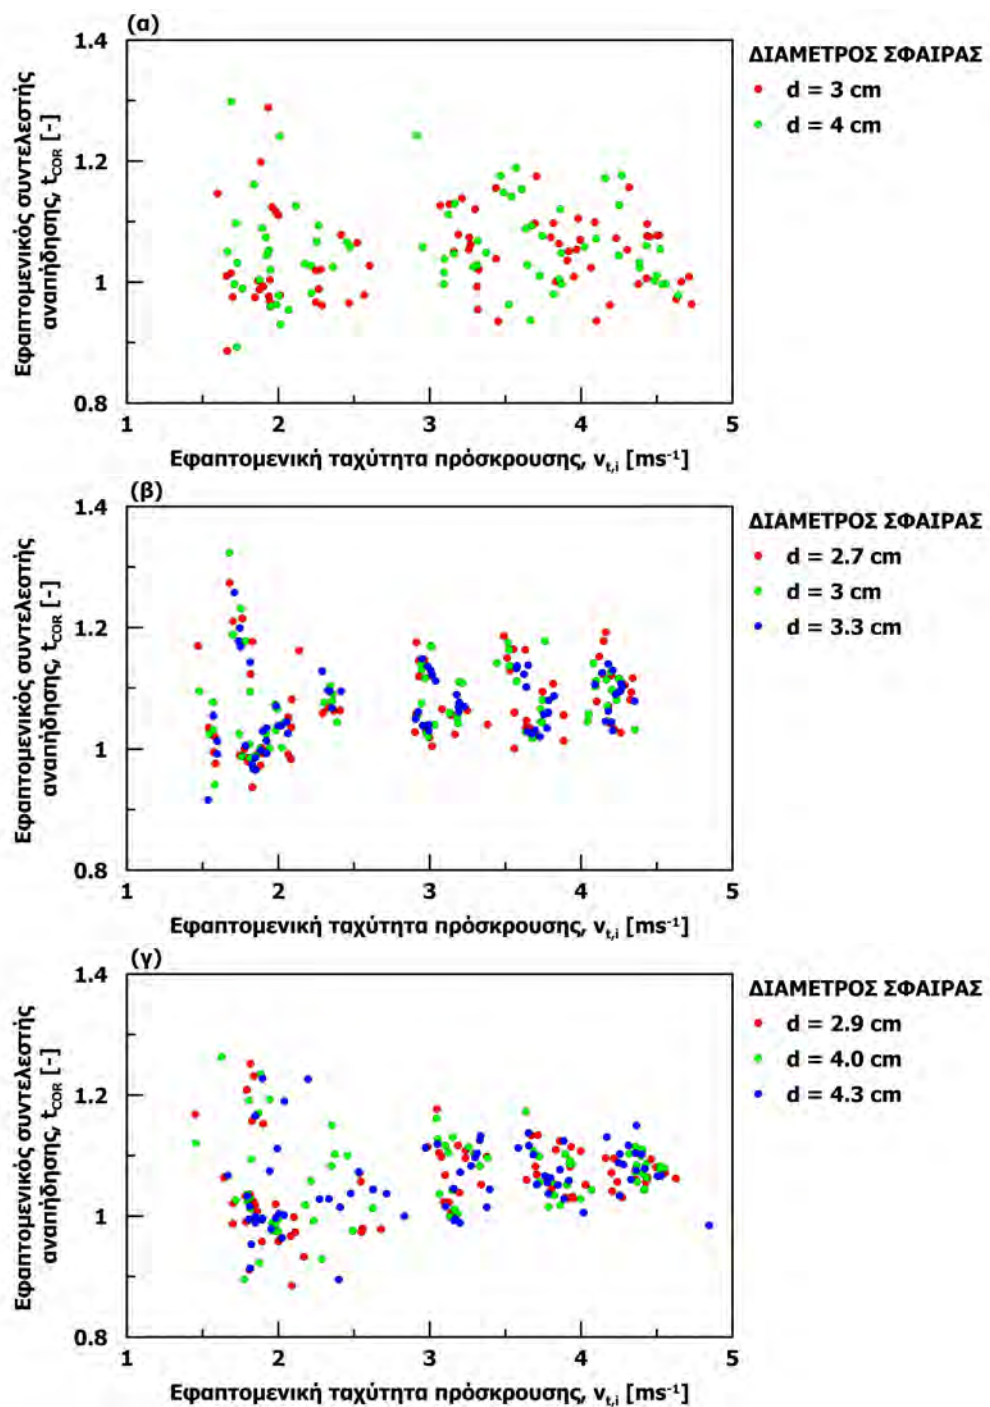 (α)
1.4
1.2
1
0.8
1 2 3 4 5
Εφαπτομενικός συντελεστής
αναπήδησης, t_COR [-]
Εφαπτομενική ταχύτητα πρόσκρουσης, v_t,i [ms⁻¹]
ΔΙΑΜΕΤΡΟΣ ΣΦΑΙΡΑΣ
d = 3 cm
d = 4 cm
(β)
1.4
1.2
1
0.8
1 2 3 4 5
Εφαπτομενικός συντελεστής
αναπήδησης, t_COR [-]
Εφαπτομενική ταχύτητα πρόσκρουσης, v_t,i [ms⁻¹]
ΔΙΑΜΕΤΡΟΣ ΣΦΑΙΡΑΣ
d = 2.7 cm
d = 3 cm
d = 3.3 cm
(γ)
1.4
1.2
1
0.8
1 2 3 4 5
Εφαπτομενικός συντελεστής
αναπήδησης, t_COR [-]
Εφαπτομενική ταχύτητα πρόσκρουσης, v_t,i [ms⁻¹]
ΔΙΑΜΕΤΡΟΣ ΣΦΑΙΡΑΣ
d = 2.9 cm
d = 4.0 cm
d = 4.3 cm